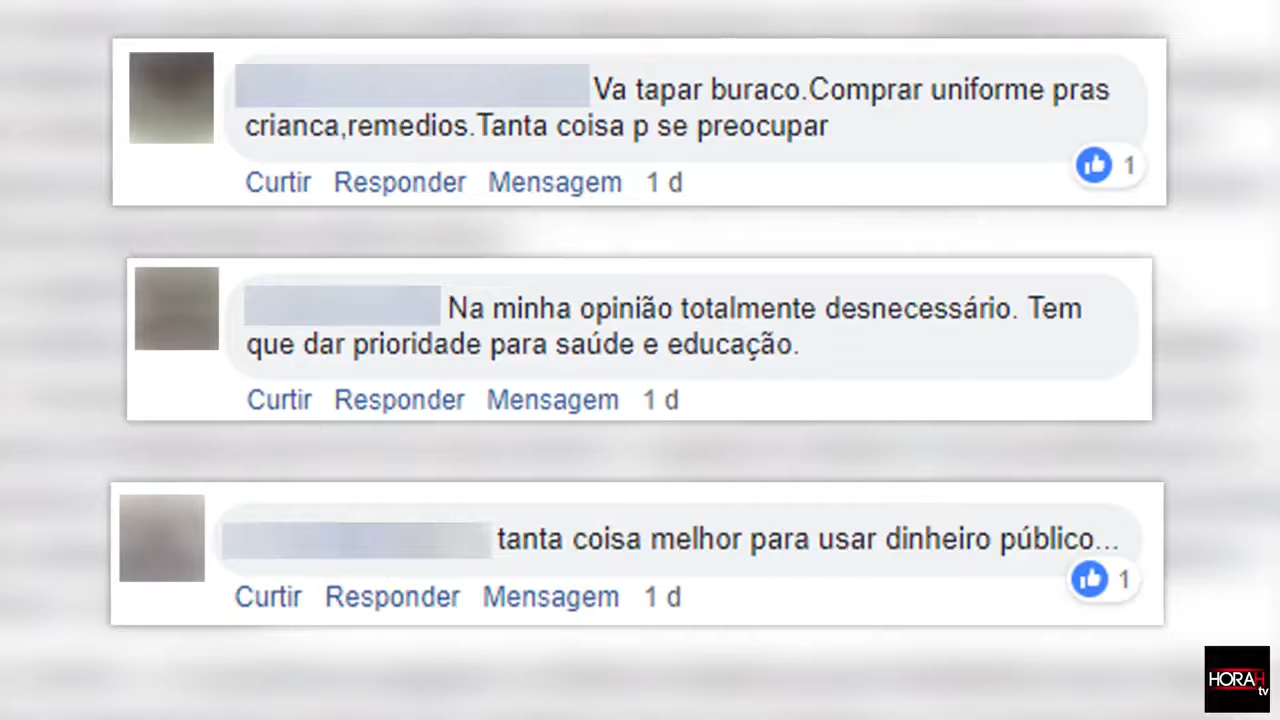 Va tapar buraco.Comprar uniforme pras
crianca,remedios.Tanta coisa p se preocupar
1
Curtir Responder Mensagem 1 d
Na minha opinião totalmente desnecessário. Tem
que dar prioridade para saúde e educação.
Curtir Responder Mensagem 1 d
tanta coisa melhor para usar dinheiro público...
1
Curtir Responder Mensagem 1 d
HORAH
tv